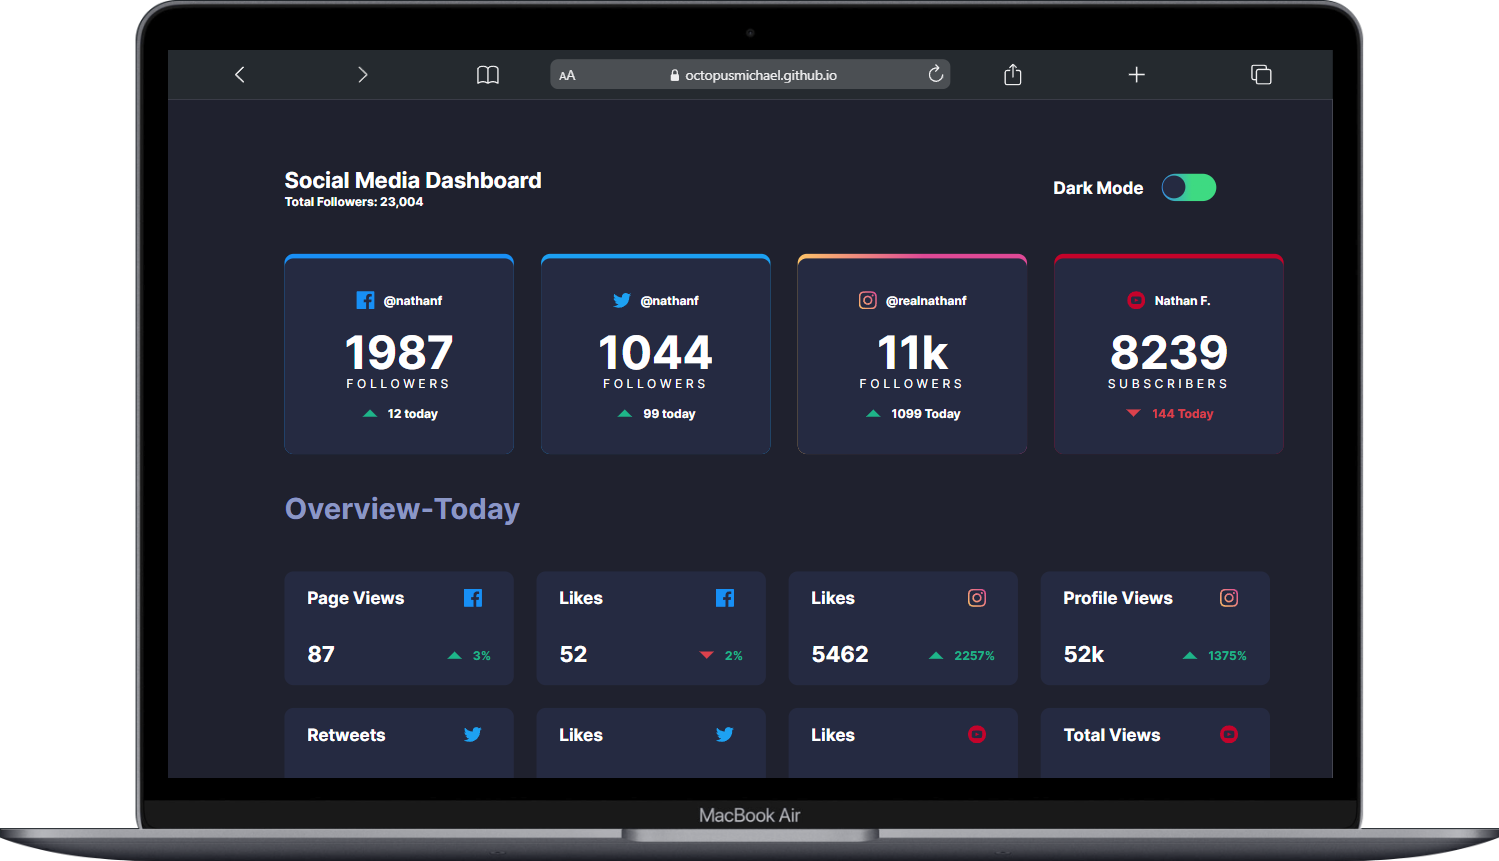 AA octopusmichael.github.io
Social Media Dashboard
Total Followers: 23,004
Dark Mode
@nathanf
1987
FOLLOWERS
12 today
@nathanf
1044
FOLLOWERS
99 today
@realnathanf
11k
FOLLOWERS
1099 Today
Nathan F.
8239
SUBSCRIBERS
144 Today
Overview-Today
Page Views
87 3%
Likes
52 2%
Likes
5462 2257%
Profile Views
52k 1375%
Retweets
Likes
Likes
Total Views
MacBook Air